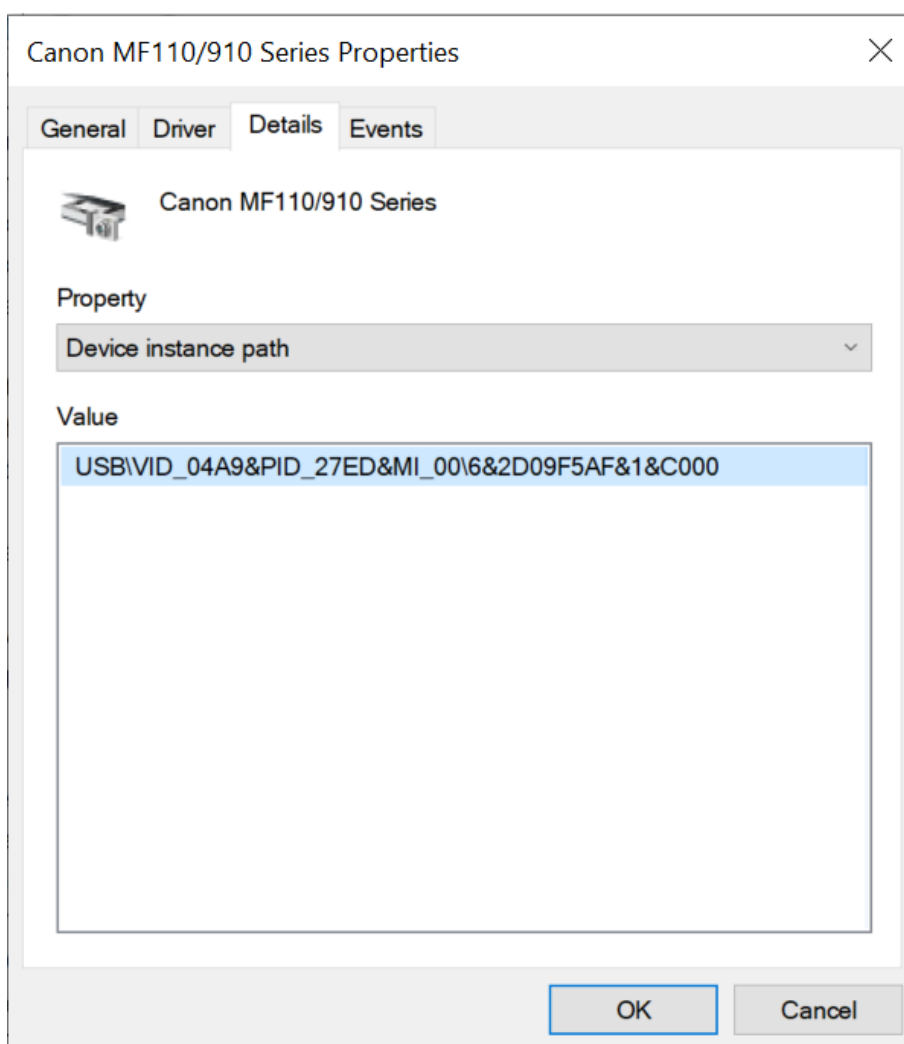 Canon MF110/910 Series Properties
General Driver Details Events
Canon MF110/910 Series
Property
Device instance path
Value
USB\VID_04A9&PID_27ED&MI_00\6&2D09F5AF&1&C000
OK Cancel